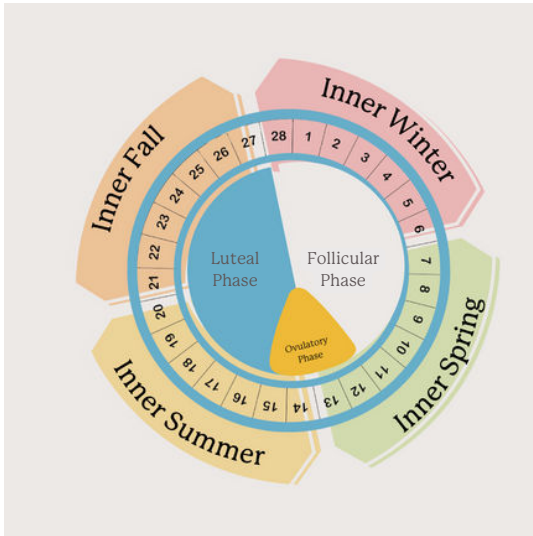 Inner Winter
Inner Spring
Inner Summer
Inner Fall
28
1
2
3
4
5
6
7
8
9
10
11
12
13
14
15
16
17
18
19
20
21
22
23
24
25
26
27
Luteal
Phase
Follicular
Phase
Ovulatory
Phase